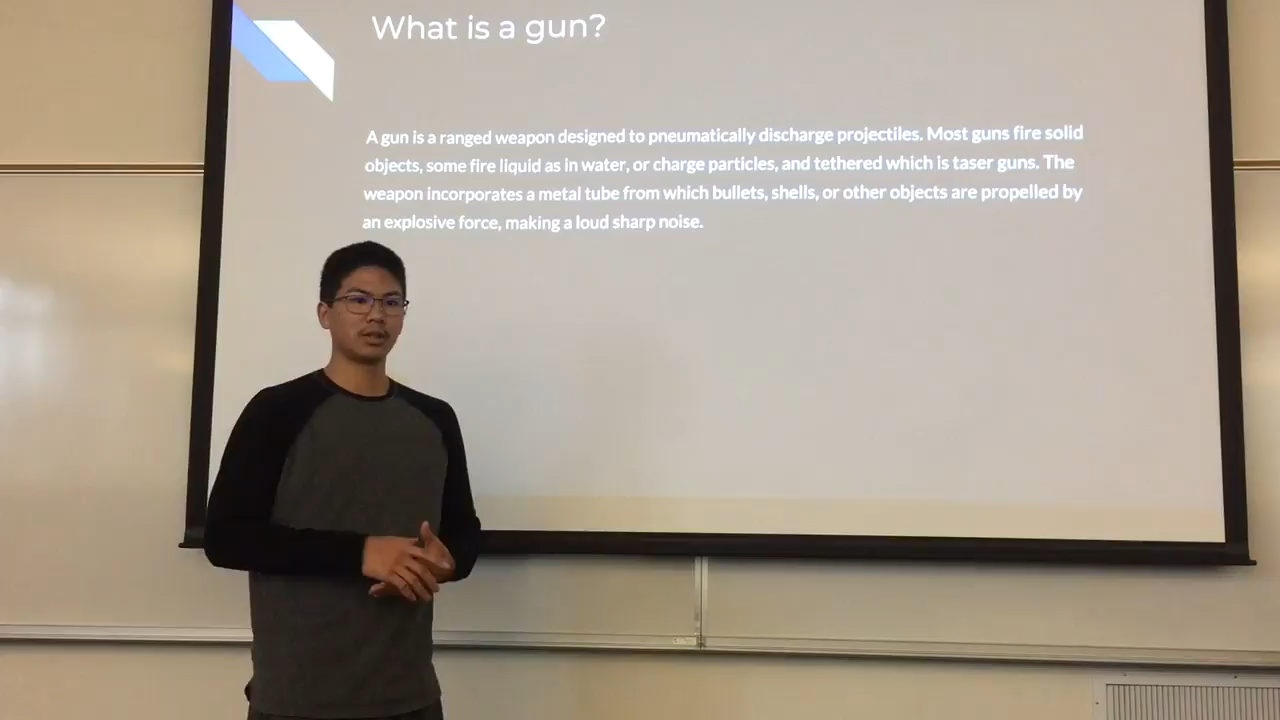 What is a gun?
A gun is a ranged weapon designed to pneumatically discharge projectiles. Most guns fire solid
objects, some fire liquid as in water, or charge particles, and tethered which is taser guns. The
weapon incorporates a metal tube from which bullets, shells, or other objects are propelled by
an explosive force, making a loud sharp noise.